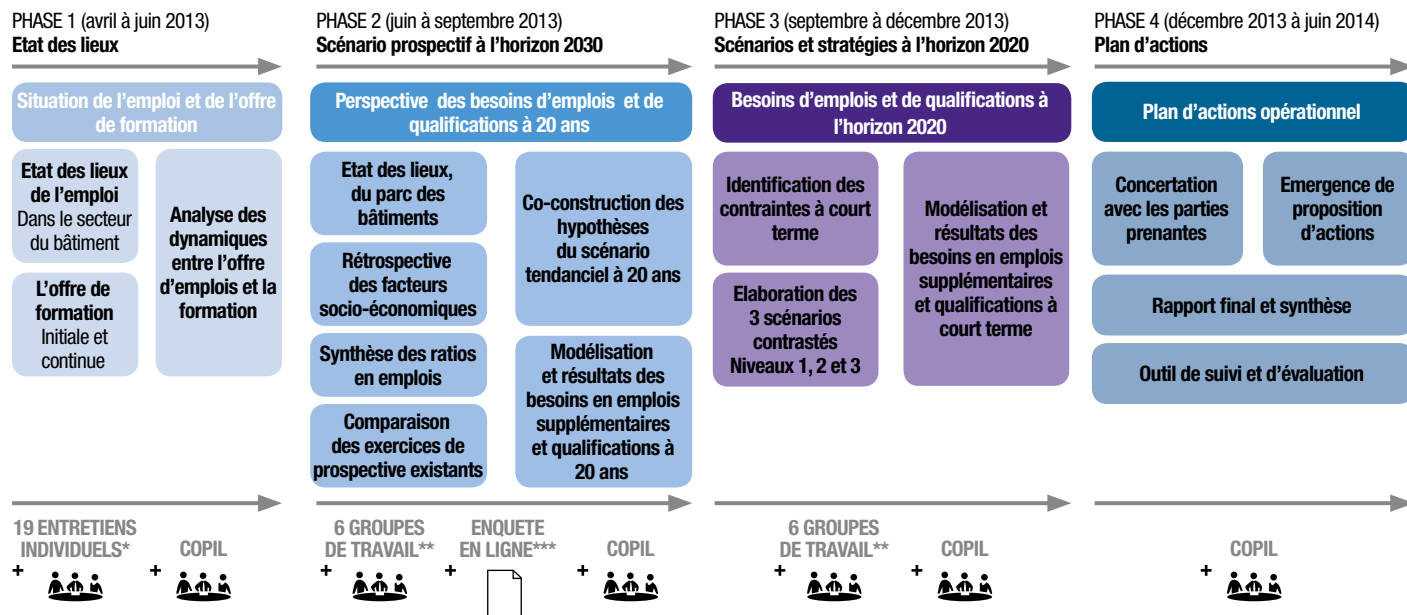 PHASE 1 (avril à juin 2013)
Etat des lieux
Situation de l'emploi et de l'offre
de formation
Etat des lieux
de l'emploi
Dans le secteur
du bâtiment
L'offre de
formation
Initiale et
continue
Analyse des
dynamiques
entre l'offre
d'emplois et la
formation
19 ENTRETIENS
INDIVIDUELS*
+
COPIL
+
PHASE 2 (juin à septembre 2013)
Scénario prospectif à l'horizon 2030
Perspective des besoins d'emplois et de
qualifications à 20 ans
Etat des lieux,
du parc des
bâtiments
Rétrospective
des facteurs
socio-économiques
Synthèse des ratios
en emplois
Comparaison
des exercices de
prospective existants
Co-construction des
hypothèses
du scénario
tendanciel à 20 ans
Modélisation
et résultats des
besoins en emplois
supplémentaires
et qualifications à
20 ans
6 GROUPES
DE TRAVAIL**
+
ENQUETE
EN LIGNE***
+
COPIL
+
PHASE 3 (septembre à décembre 2013)
Scénarios et stratégies à l'horizon 2020
Besoins d'emplois et de qualifications à
l'horizon 2020
Identification des
contraintes à court
terme
Elaboration des
3 scénarios
contrastés
Niveaux 1, 2 et 3
Modélisation et
résultats des
besoins en emplois
supplémentaires
et qualifications à
court terme
6 GROUPES
DE TRAVAIL**
+
COPIL
+
PHASE 4 (décembre 2013 à juin 2014)
Plan d'actions
Plan d'actions opérationnel
Concertation
avec les parties
prenantes
Emergence de
proposition
d'actions
Rapport final et synthèse
Outil de suivi et d'évaluation
COPIL
+